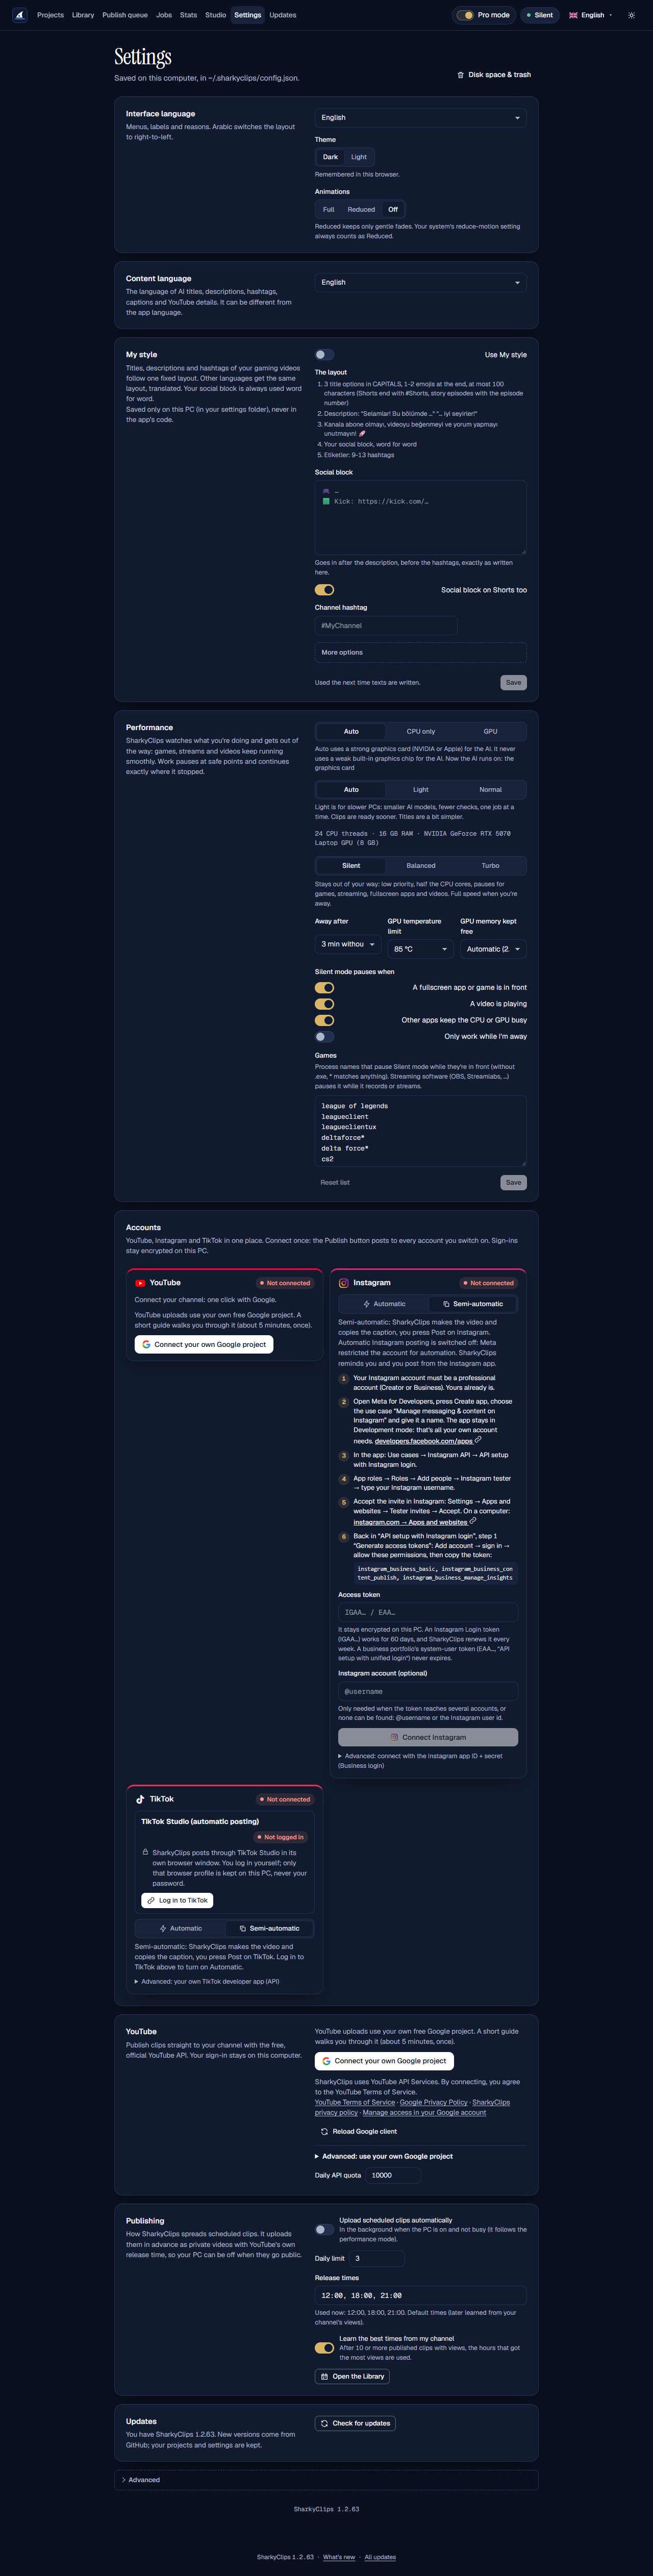 Projects Library Publish queue Jobs Stats Studio Settings Updates Pro mode Silent English
Settings
Saved on this computer, in ~/.sharkyclips/config.json.
Disk space & trash
Interface language
Menus, labels and reasons. Arabic switches the layout
to right-to-left.
English
Theme
Dark Light
Remembered in this browser.
Animations
Full Reduced Off
Reduced keeps only gentle fades. Your system's reduce-motion setting
always counts as Reduced.
Content language
The language of AI titles, descriptions, hashtags,
captions and YouTube details. It can be different from
the app language.
English
My style
Titles, descriptions and hashtags of your gaming videos
follow one fixed layout. Other languages get the same
layout, translated. Your social block is always used word
for word.
Saved only on this PC (in your settings folder), never in
the app's code.
Use My style
The layout
1. 3 title options in CAPITALS, 1-2 emojis at the end, at most 100
characters (Shorts end with #Shorts, story episodes with the episode
number)
2. Description: "Selamlar! Bu bölümde ..." "... iyi seyirler!"
3. Kanala abone olmayı, videoyu beğenmeyi ve yorum yapmayı
unutmayın! 🚀
4. Your social block, word for word
5. Etiketler: 9-13 hashtags
Social block
🎮 …
🟩 Kick: https://kick.com/…
Goes in after the description, before the hashtags, exactly as written
here.
Social block on Shorts too
Channel hashtag
#MyChannel
More options
Used the next time texts are written.
Save
Performance
SharkyClips watches what you're doing and gets out of
the way: games, streams and videos keep running
smoothly. Work pauses at safe points and continues
exactly where it stopped.
Auto CPU only GPU
Auto uses a strong graphics card (NVIDIA or Apple) for the AI. It never
uses a weak built-in graphics chip for the AI. Now the AI runs on: the
graphics card
Auto Light Normal
Light is for slower PCs: smaller AI models, fewer checks, one job at a
time. Clips are ready sooner. Titles are a bit simpler.
24 CPU threads · 16 GB RAM · NVIDIA GeForce RTX 5070
Laptop GPU (8 GB)
Silent Balanced Turbo
Stays out of your way: low priority, half the CPU cores, pauses for
games, streaming, fullscreen apps and videos. Full speed when you're
away.
Away after
GPU temperature
limit
GPU memory kept
free
3 min withou 85 °C Automatic (2.
Silent mode pauses when
A fullscreen app or game is in front
A video is playing
Other apps keep the CPU or GPU busy
Only work while I'm away
Games
Process names that pause Silent mode while they're in front (without
.exe, * matches anything). Streaming software (OBS, Streamlabs, …)
pauses it while it records or streams.
league of legends
leagueclient
leagueclientux
deltaforce*
delta force*
cs2
Reset list
Save
Accounts
YouTube, Instagram and TikTok in one place. Connect once: the Publish button posts to every account you switch on. Sign-ins
stay encrypted on this PC.
YouTube
Not connected
Connect your channel: one click with Google.
YouTube uploads use your own free Google project. A
short guide walks you through it (about 5 minutes, once).
Connect your own Google project
Instagram
Not connected
Automatic Semi-automatic
Semi-automatic: SharkyClips makes the video and
copies the caption, you press Post on Instagram.
Automatic Instagram posting is switched off: Meta
restricted the account for automation. SharkyClips
reminds you and you post from the Instagram app.
1 Your Instagram account must be a professional
account (Creator or Business). Yours already is.
2 Open Meta for Developers, press Create app, choose
the use case "Manage messaging & content on
Instagram" and give it a name. The app stays in
Development mode: that's all your own account
needs. developers.facebook.com/apps
3 In the app: Use cases → Instagram API → API setup
with Instagram login.
4 App roles → Roles → Add people → Instagram tester
→ type your Instagram username.
5 Accept the invite in Instagram: Settings → Apps and
websites → Tester invites → Accept. On a computer:
instagram.com → Apps and websites
6 Back in "API setup with Instagram login", step 1
"Generate access tokens": Add account → sign in →
allow these permissions, then copy the token:
instagram_business_basic, instagram_business_con
tent_publish, instagram_business_manage_insights
Access token
IGAA… / EAA…
It stays encrypted on this PC. An Instagram Login token
(IGAA…) works for 60 days, and SharkyClips renews it every
week. A business portfolio's system-user token (EAA…, "API
setup with unified login") never expires.
Instagram account (optional)
@username
Only needed when the token reaches several accounts, or
none can be found: @username or the Instagram user id.
Connect Instagram
Advanced: connect with the Instagram app ID + secret
(Business login)
TikTok
Not connected
TikTok Studio (automatic posting)
Not logged in
SharkyClips posts through TikTok Studio in its
own browser window. You log in yourself; only
that browser profile is kept on this PC, never your
password.
Log in to TikTok
Automatic Semi-automatic
Semi-automatic: SharkyClips makes the video and
copies the caption, you press Post on TikTok. Log in to
TikTok above to turn on Automatic.
Advanced: your own TikTok developer app (API)
YouTube
Publish clips straight to your channel with the free,
official YouTube API. Your sign-in stays on this computer.
YouTube uploads use your own free Google project. A short guide
walks you through it (about 5 minutes, once).
Connect your own Google project
SharkyClips uses YouTube API Services. By connecting, you agree
to the YouTube Terms of Service.
YouTube Terms of Service · Google Privacy Policy · SharkyClips
privacy policy · Manage access in your Google account
Reload Google client
Advanced: use your own Google project
Daily API quota 10000
Publishing
How SharkyClips spreads scheduled clips. It uploads
them in advance as private videos with YouTube's own
release time, so your PC can be off when they go public.
Upload scheduled clips automatically
In the background when the PC is on and not busy (it follows the
performance mode).
Daily limit 3
Release times
12:00, 18:00, 21:00
Used now: 12:00, 18:00, 21:00. Default times (later learned from your
channel's views).
Learn the best times from my channel
After 10 or more published clips with views, the hours that got
the most views are used.
Open the Library
Updates
You have SharkyClips 1.2.63. New versions come from
GitHub; your projects and settings are kept.
Check for updates
Advanced
SharkyClips 1.2.63
SharkyClips 1.2.63 · What's new · All updates